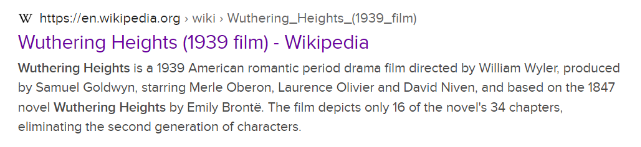 W https://en.wikipedia.org › wiki › Wuthering_Heights_(1939_film)
Wuthering Heights (1939 film) - Wikipedia
Wuthering Heights is a 1939 American romantic period drama film directed by William Wyler, produced
by Samuel Goldwyn, starring Merle Oberon, Laurence Olivier and David Niven, and based on the 1847
novel Wuthering Heights by Emily Brontë. The film depicts only 16 of the novel's 34 chapters,
eliminating the second generation of characters.